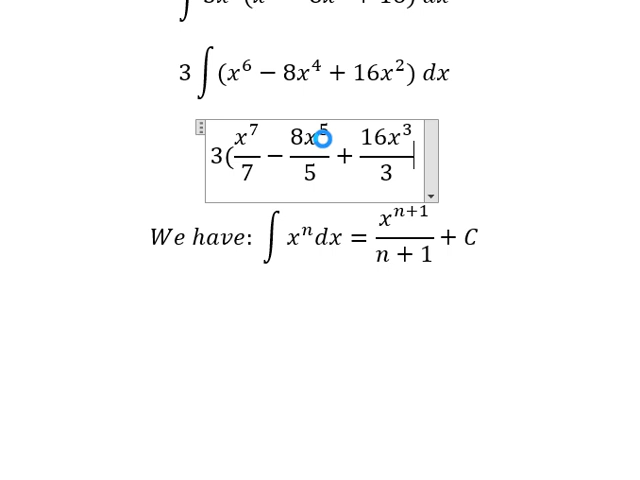 3 ∫ (x⁶ − 8x⁴ + 16x²) dx
3(x⁷/7 − 8x⁵/5 + 16x³/3
We have: ∫ xⁿdx = xⁿ⁺¹/(n + 1) + C